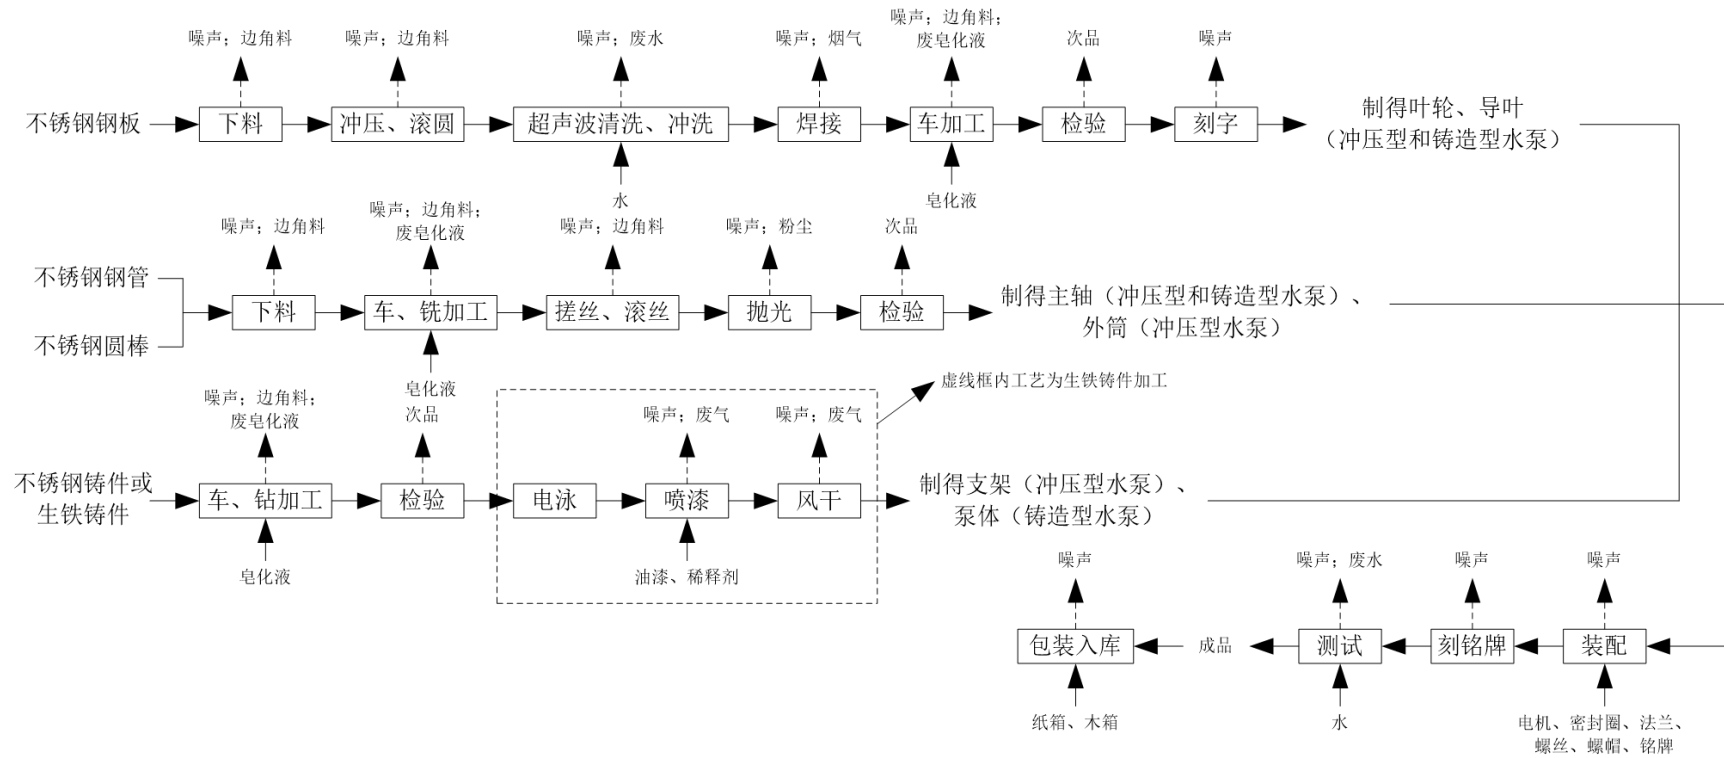 噪声；边角料
噪声；边角料
噪声；废水
噪声；烟气
噪声；边角料；
废皂化液
次品
噪声
不锈钢钢板
下料
冲压、滚圆
超声波清洗、冲洗
焊接
车加工
检验
刻字
制得叶轮、导叶
（冲压型和铸造型水泵）
水
皂化液
噪声；边角料
噪声；边角料；
废皂化液
噪声；边角料
噪声；粉尘
次品
不锈钢钢管
不锈钢圆棒
下料
车、铣加工
搓丝、滚丝
抛光
检验
制得主轴（冲压型和铸造型水泵）、
外筒（冲压型水泵）
皂化液
虚线框内工艺为生铁铸件加工
噪声；边角料；
废皂化液
次品
噪声；废气
噪声；废气
不锈钢铸件或
生铁铸件
车、钻加工
检验
电泳
喷漆
风干
制得支架（冲压型水泵）、
泵体（铸造型水泵）
皂化液
油漆、稀释剂
噪声
噪声；废水
噪声
噪声
包装入库
成品
测试
刻铭牌
装配
纸箱、木箱
水
电机、密封圈、法兰、
螺丝、螺帽、铭牌